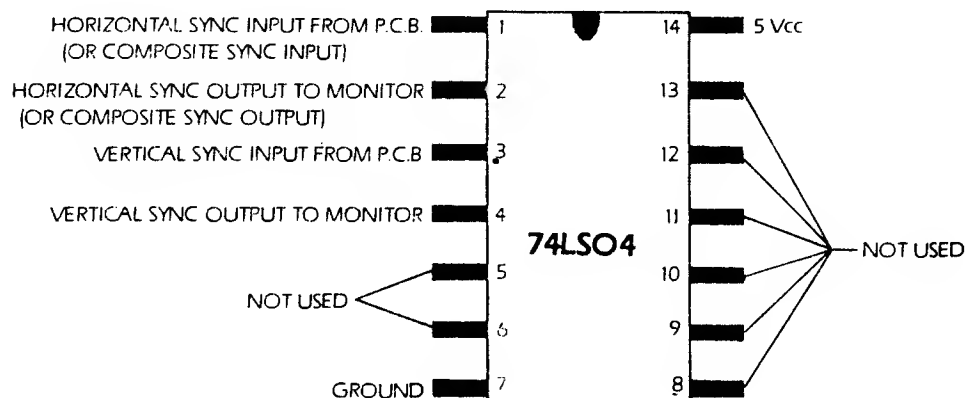 HORIZONTAL SYNC INPUT FROM P.C.B.
(OR COMPOSITE SYNC INPUT)
HORIZONTAL SYNC OUTPUT TO MONITOR
(OR COMPOSITE SYNC OUTPUT)
VERTICAL SYNC INPUT FROM P.C.B
VERTICAL SYNC OUTPUT TO MONITOR
NOT USED
GROUND
1
2
3
4
5
6
7
74LSO4
14
13
12
11
10
9
8
5 Vcc
NOT USED